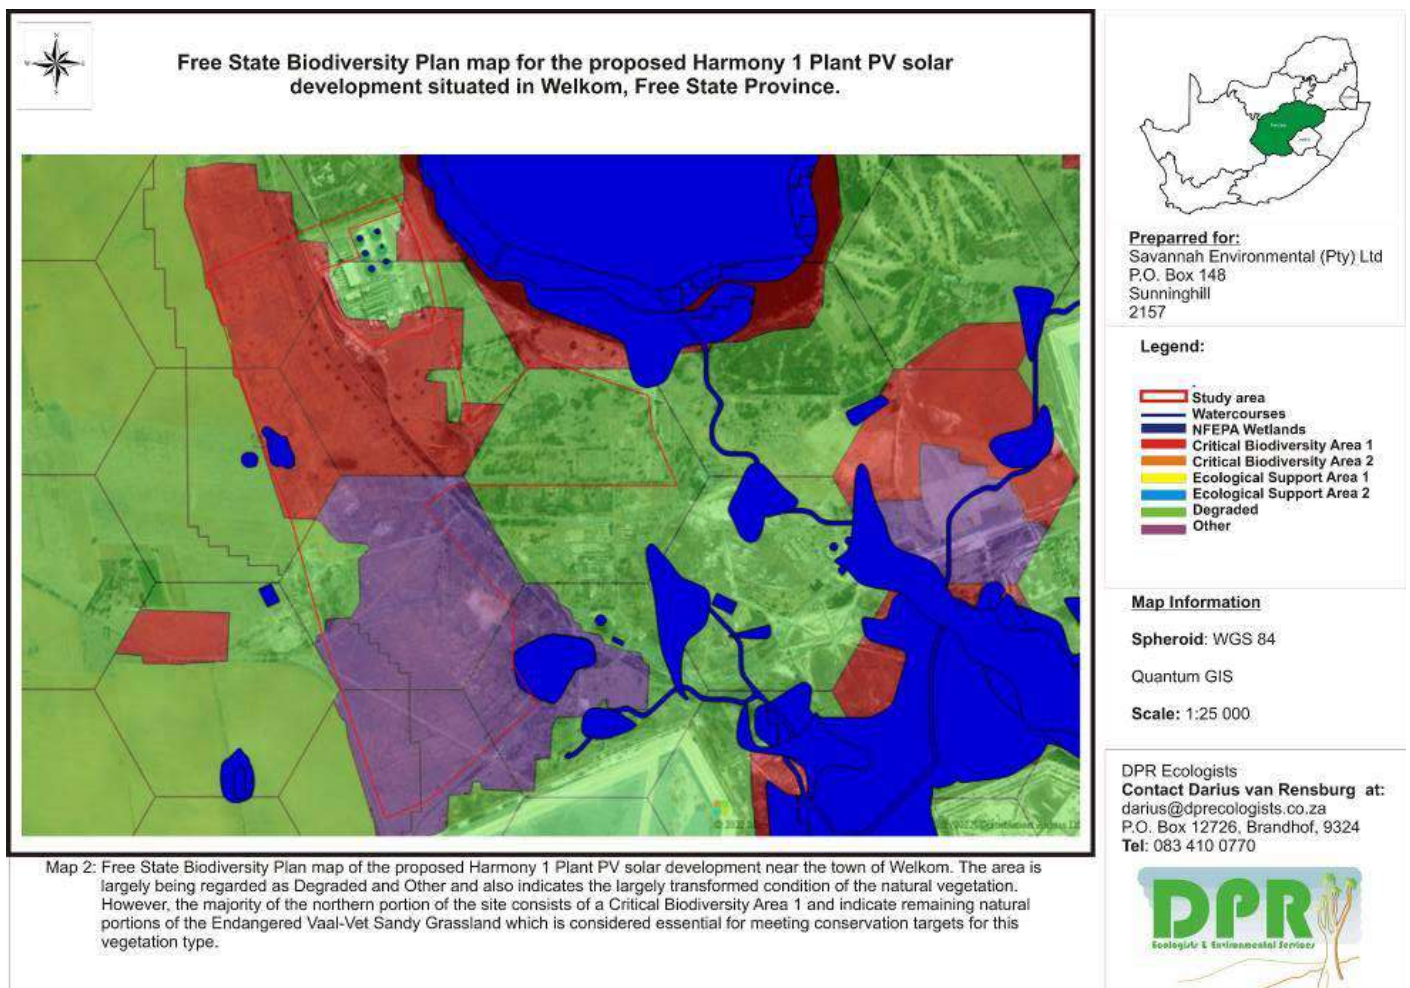 Free State Biodiversity Plan map for the proposed Harmony 1 Plant PV solar
development situated in Welkom, Free State Province.
N
Preparred for:
Savannah Environmental (Pty) Ltd
P.O. Box 148
Sunninghill
2157
Legend:
Study area
Watercourses
NFEPA Wetlands
Critical Biodiversity Area 1
Critical Biodiversity Area 2
Ecological Support Area 1
Ecological Support Area 2
Degraded
Other
Map Information
Spheroid: WGS 84
Quantum GIS
Scale: 1:25 000
DPR Ecologists
Contact Darius van Rensburg at:
darius@dprecologists.co.za
P.O. Box 12726, Brandhof, 9324
Tel: 083 410 0770
DPR
Ecologists & Environmental Services
Map 2: Free State Biodiversity Plan map of the proposed Harmony 1 Plant PV solar development near the town of Welkom. The area is
largely being regarded as Degraded and Other and also indicates the largely transformed condition of the natural vegetation.
However, the majority of the northern portion of the site consists of a Critical Biodiversity Area 1 and indicate remaining natural
portions of the Endangered Vaal-Vet Sandy Grassland which is considered essential for meeting conservation targets for this
vegetation type.